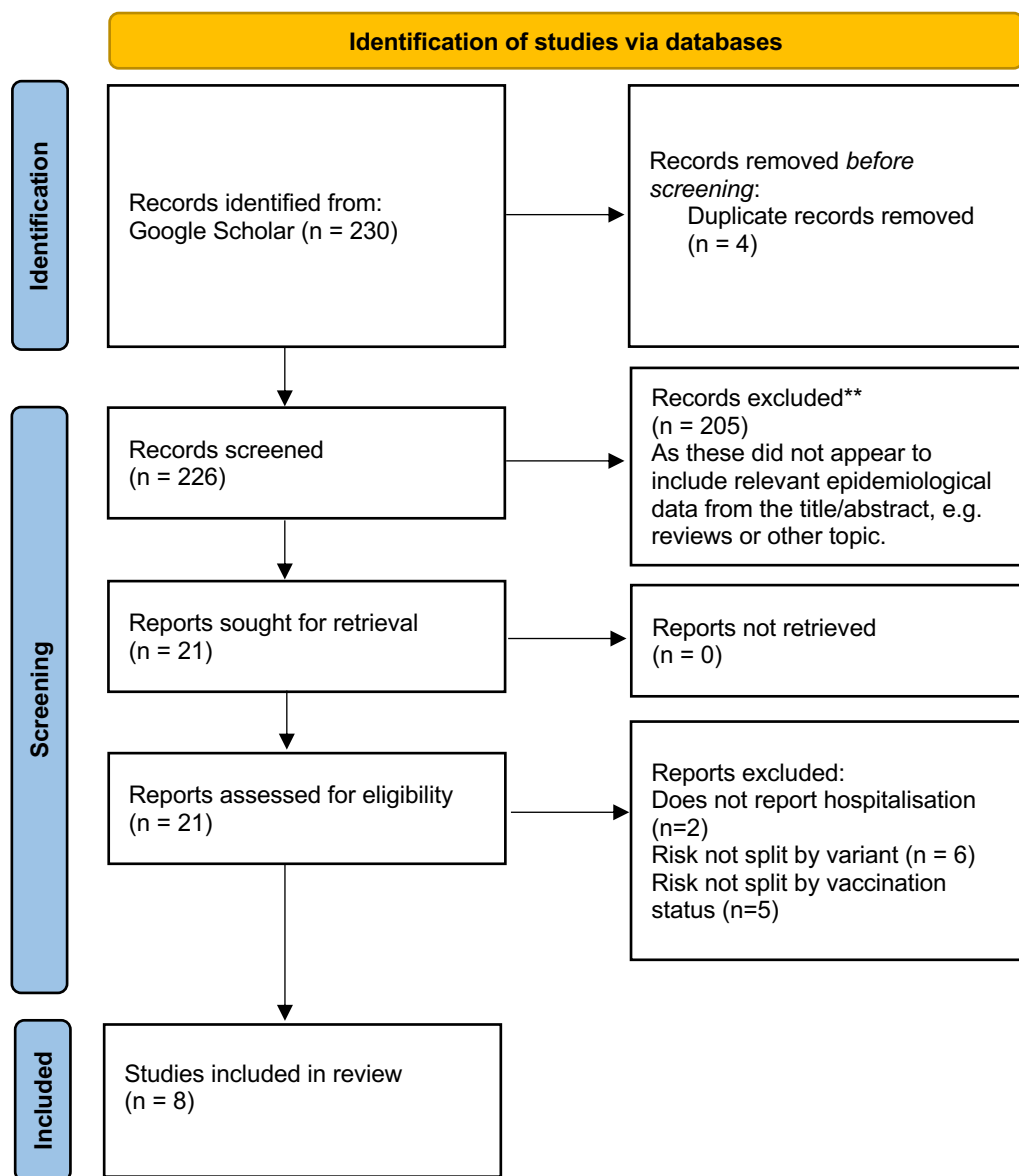 Identification of studies via databases
Identification
Records identified from:
Google Scholar (n = 230)
Records removed before
screening:
Duplicate records removed
(n = 4)
Screening
Records screened
(n = 226)
Records excluded**
(n = 205)
As these did not appear to
include relevant epidemiological
data from the title/abstract, e.g.
reviews or other topic.
Reports sought for retrieval
(n = 21)
Reports not retrieved
(n = 0)
Reports assessed for eligibility
(n = 21)
Reports excluded:
Does not report hospitalisation
(n=2)
Risk not split by variant (n = 6)
Risk not split by vaccination
status (n=5)
Included
Studies included in review
(n = 8)